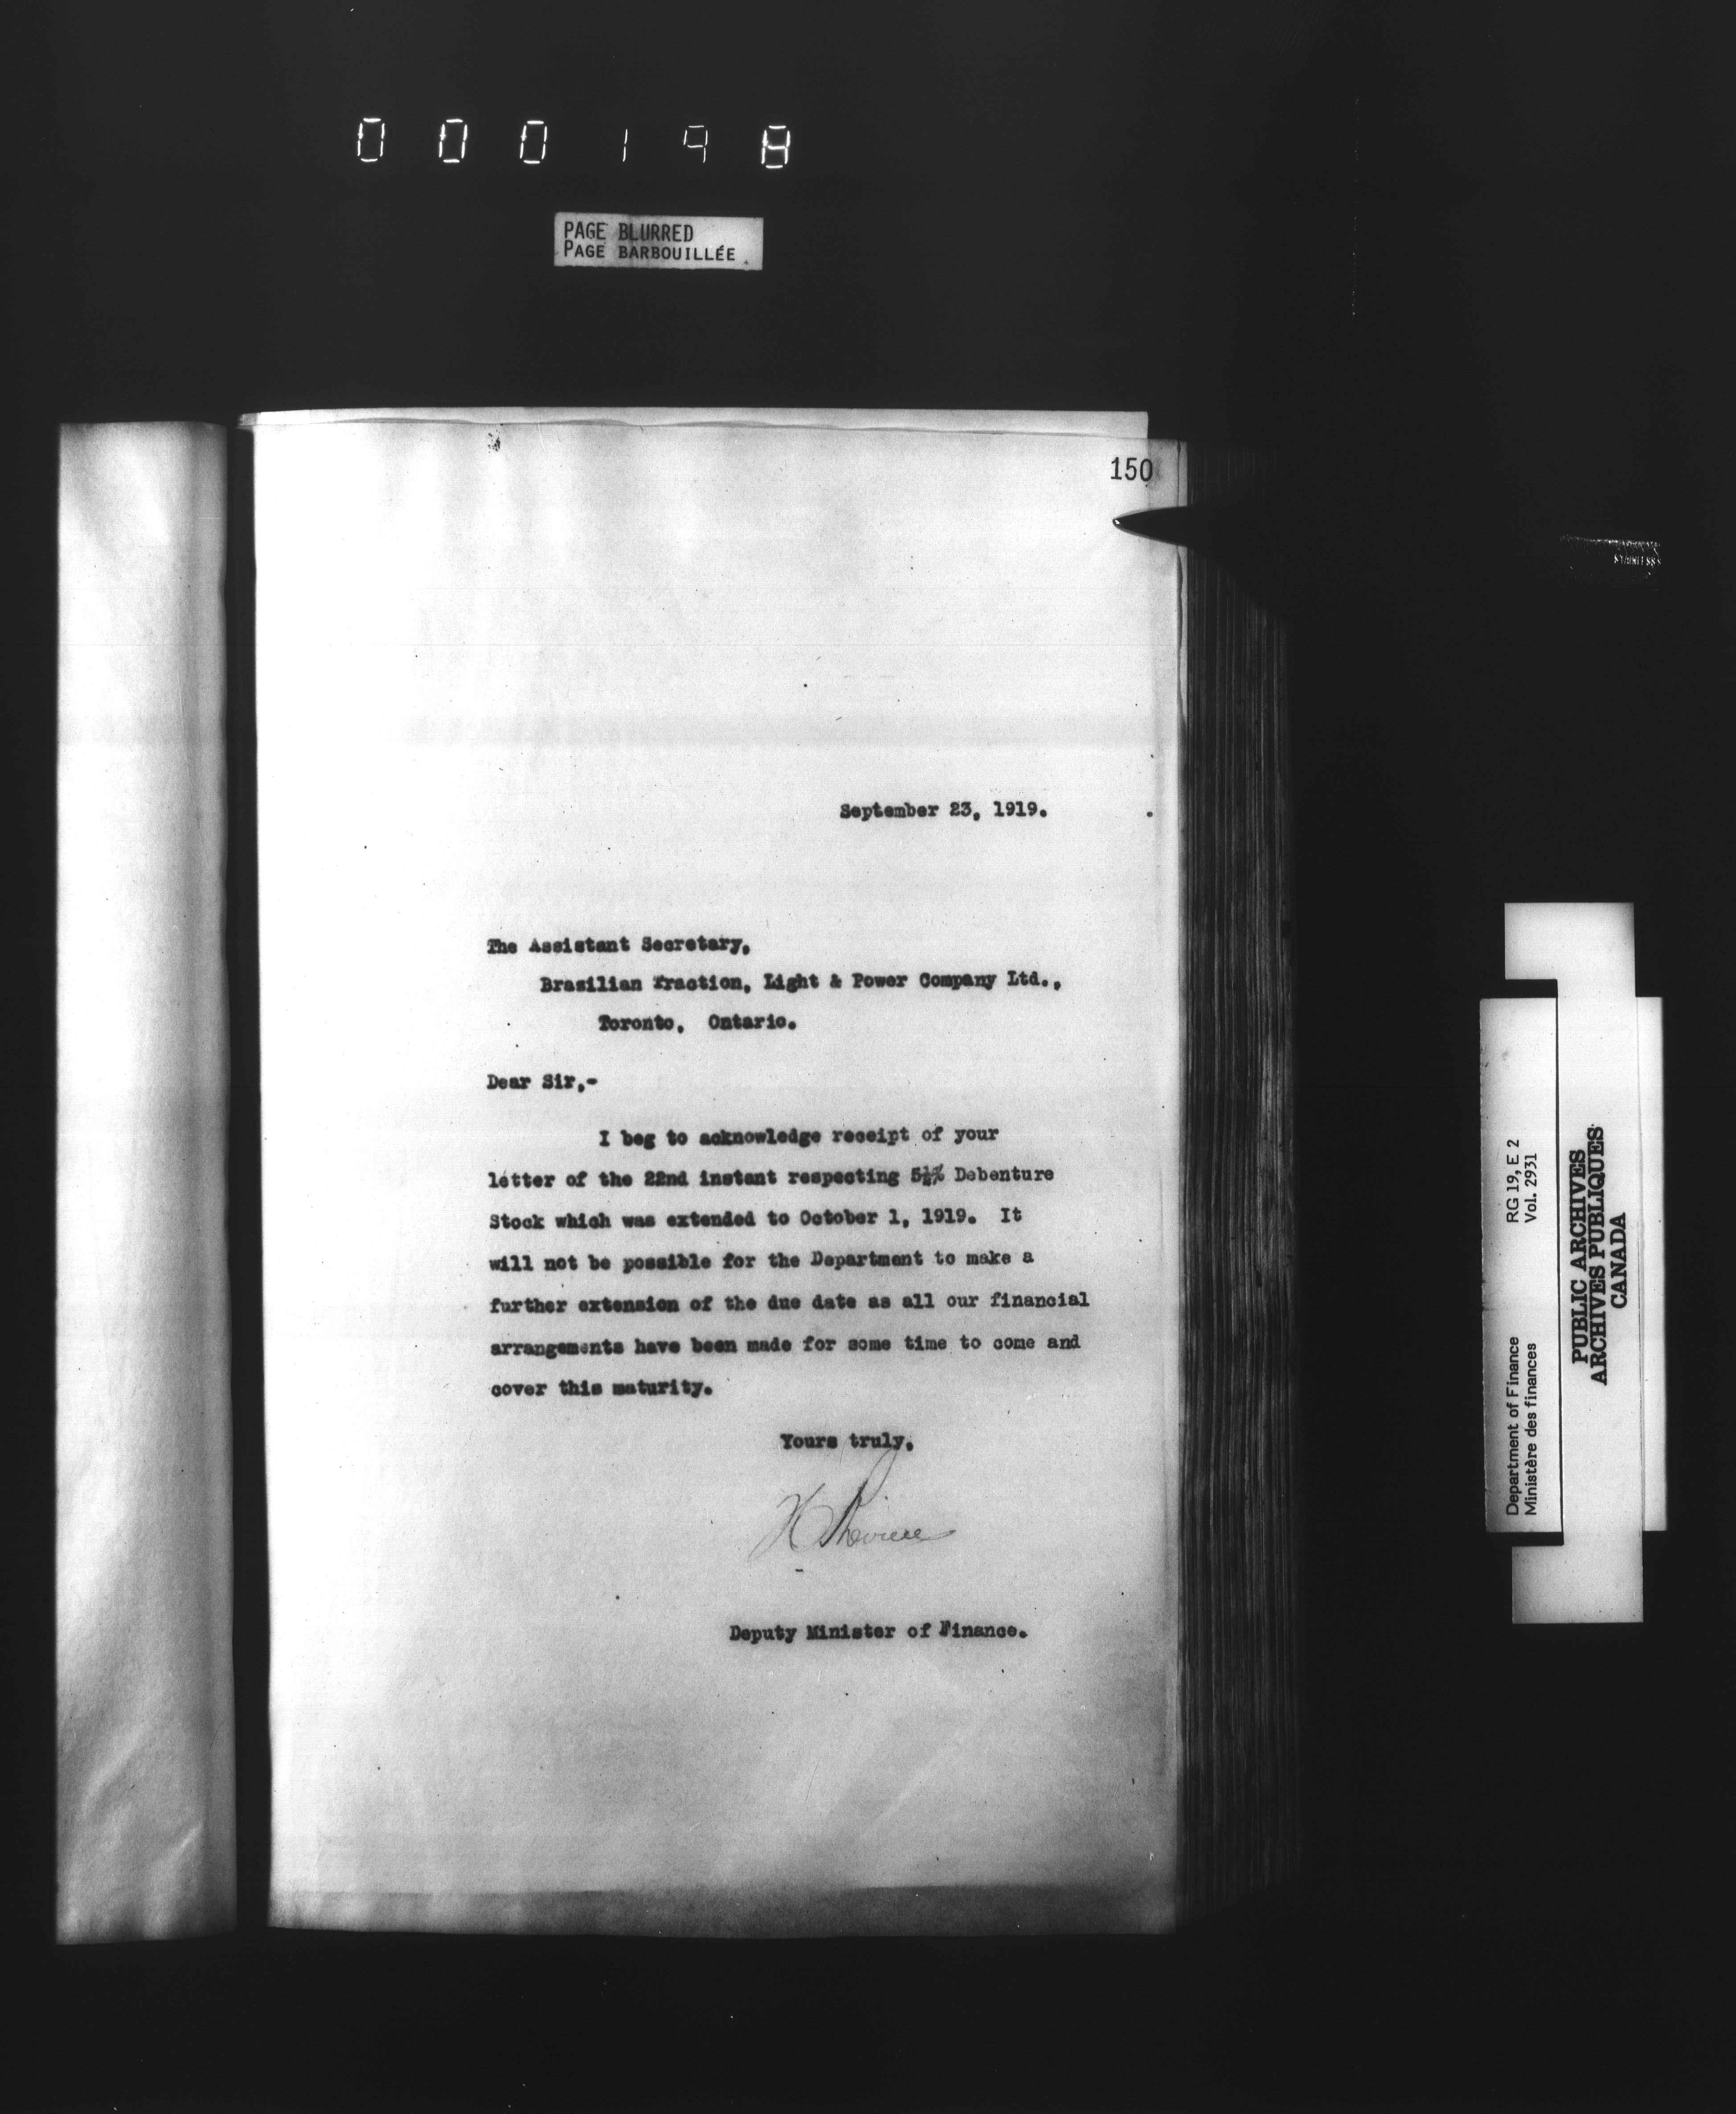 000198
PAGE BLURRED
PAGE BARBOUILLÉE
150
September 23, 1919.
The Assistant Secretary,
Brasilian Traction, Light & Power Company Ltd.,
Toronto, Ontario.
Dear Sir,-
I beg to acknowledge receipt of your
letter of the 22nd instant respecting 5½% Debenture
Stock which was extended to October 1, 1919. It
will not be possible for the Department to make a
further extension of the due date as all our financial
arrangements have been made for some time to come and
cover this maturity.
Yours truly,
Deputy Minister of Finance.
Department of Finance RG 19, E 2
Ministère des finances Vol. 2931
PUBLIC ARCHIVES
ARCHIVES PUBLIQUES
CANADA